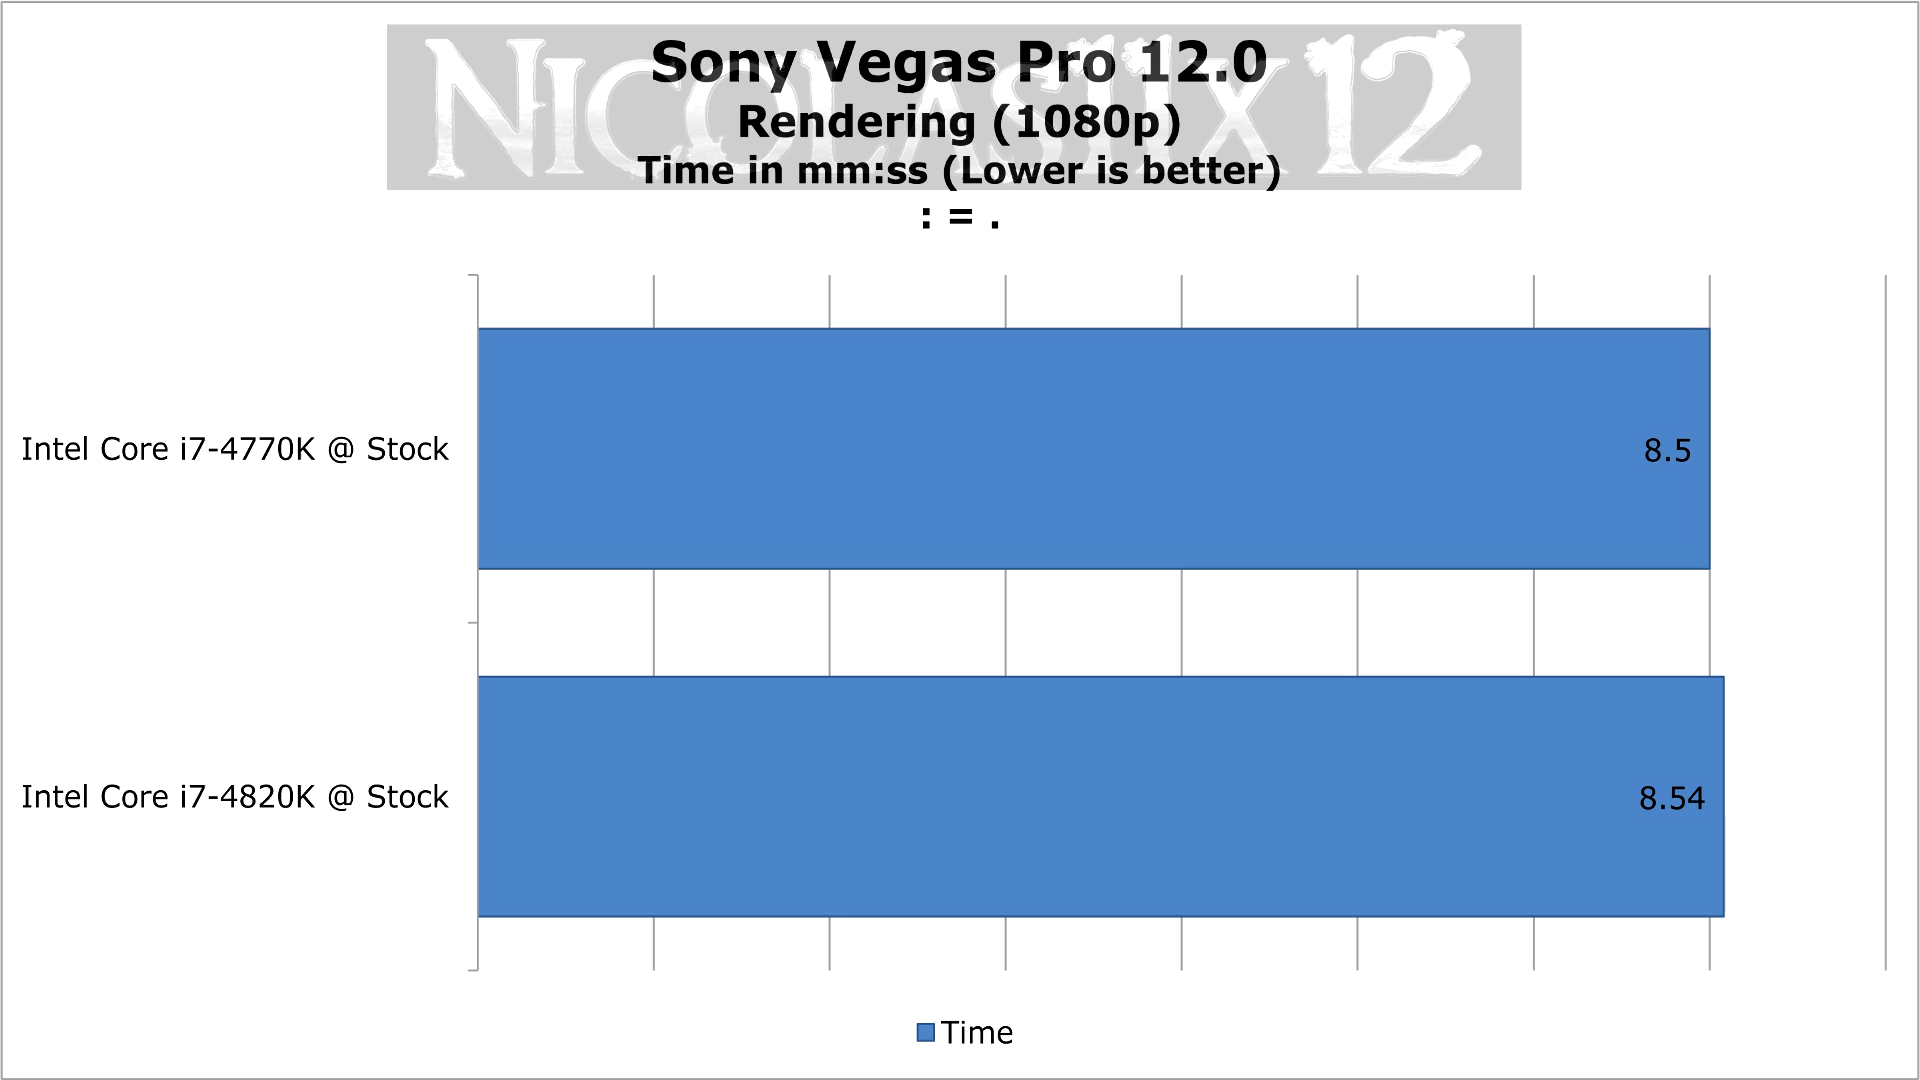 Nicolas11x12
Sony Vegas Pro 12.0
Rendering (1080p)
Time in mm:ss (Lower is better)
: = .
Intel Core i7-4770K @ Stock
8.5
Intel Core i7-4820K @ Stock
8.54
Time